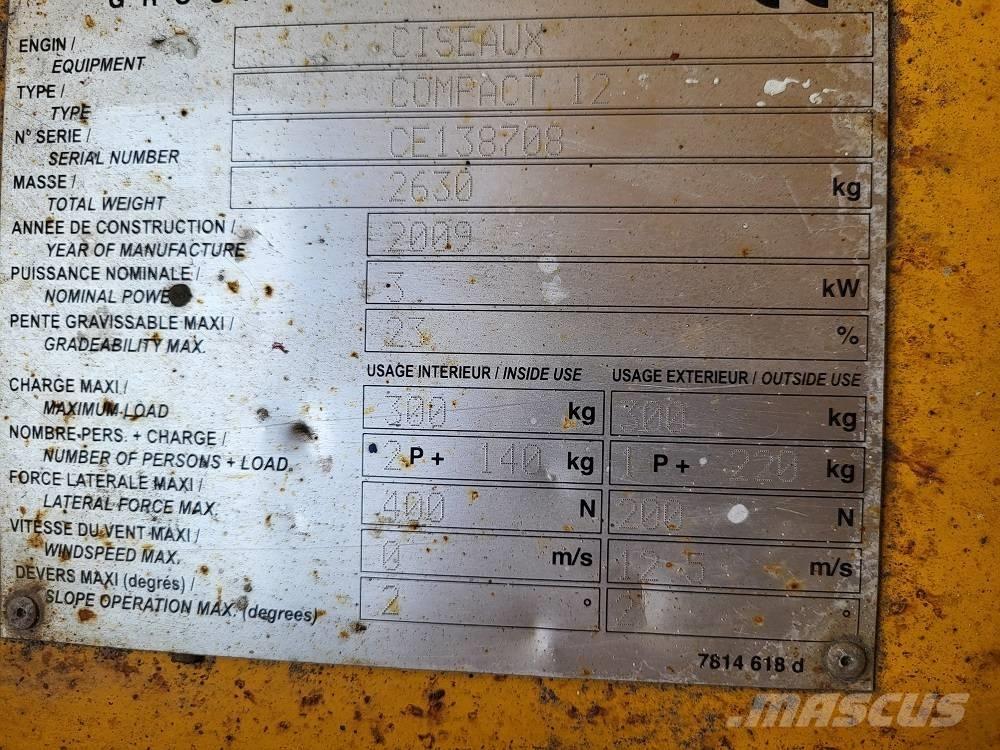 ENGIN / CISEAUX
EQUIPMENT
TYPE / COMPACT 12
TYPE
N° SERIE / CE138708
SERIAL NUMBER
MASSE / 2630 kg
TOTAL WEIGHT
ANNÉE DE CONSTRUCTION / 2009
YEAR OF MANUFACTURE
PUISSANCE NOMINALE / 3 kW
NOMINAL POWER
PENTE GRAVISSABLE MAXI / 23 %
GRADEABILITY MAX.
USAGE INTERIEUR / INSIDE USE USAGE EXTERIEUR / OUTSIDE USE
CHARGE MAXI / 300 kg 300 kg
MAXIMUM LOAD
NOMBRE PERS. + CHARGE / 2 P + 140 kg 1 P + 220 kg
NUMBER OF PERSONS + LOAD.
FORCE LATERALE MAXI / 400 N 200 N
LATERAL FORCE MAX.
VITESSE DU VENT MAXI / 0 m/s 12.5 m/s
WINDSPEED MAX.
DEVERS MAXI (degrés) / 2 ° 2 °
SLOPE OPERATION MAX. (degrees)
7814 618 d
MASCUS